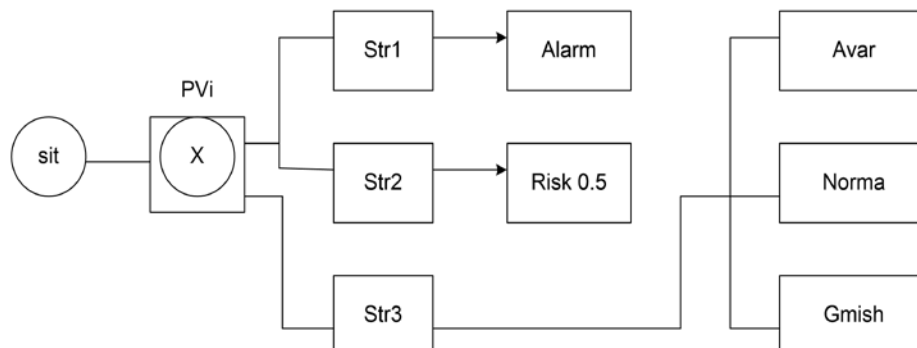 Str1
Alarm
Avar
PVi
sit
X
Str2
Risk 0.5
Norma
Str3
Gmish